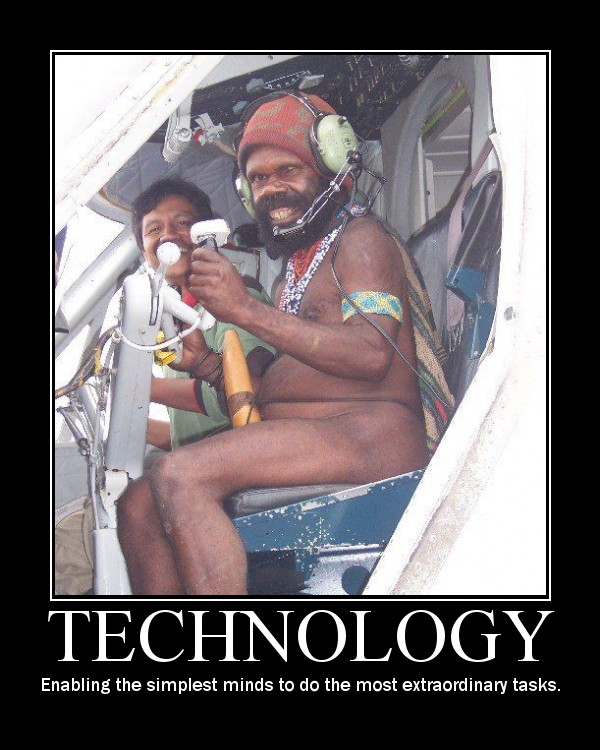 TECHNOLOGY
Enabling the simplest minds to do the most extraordinary tasks.